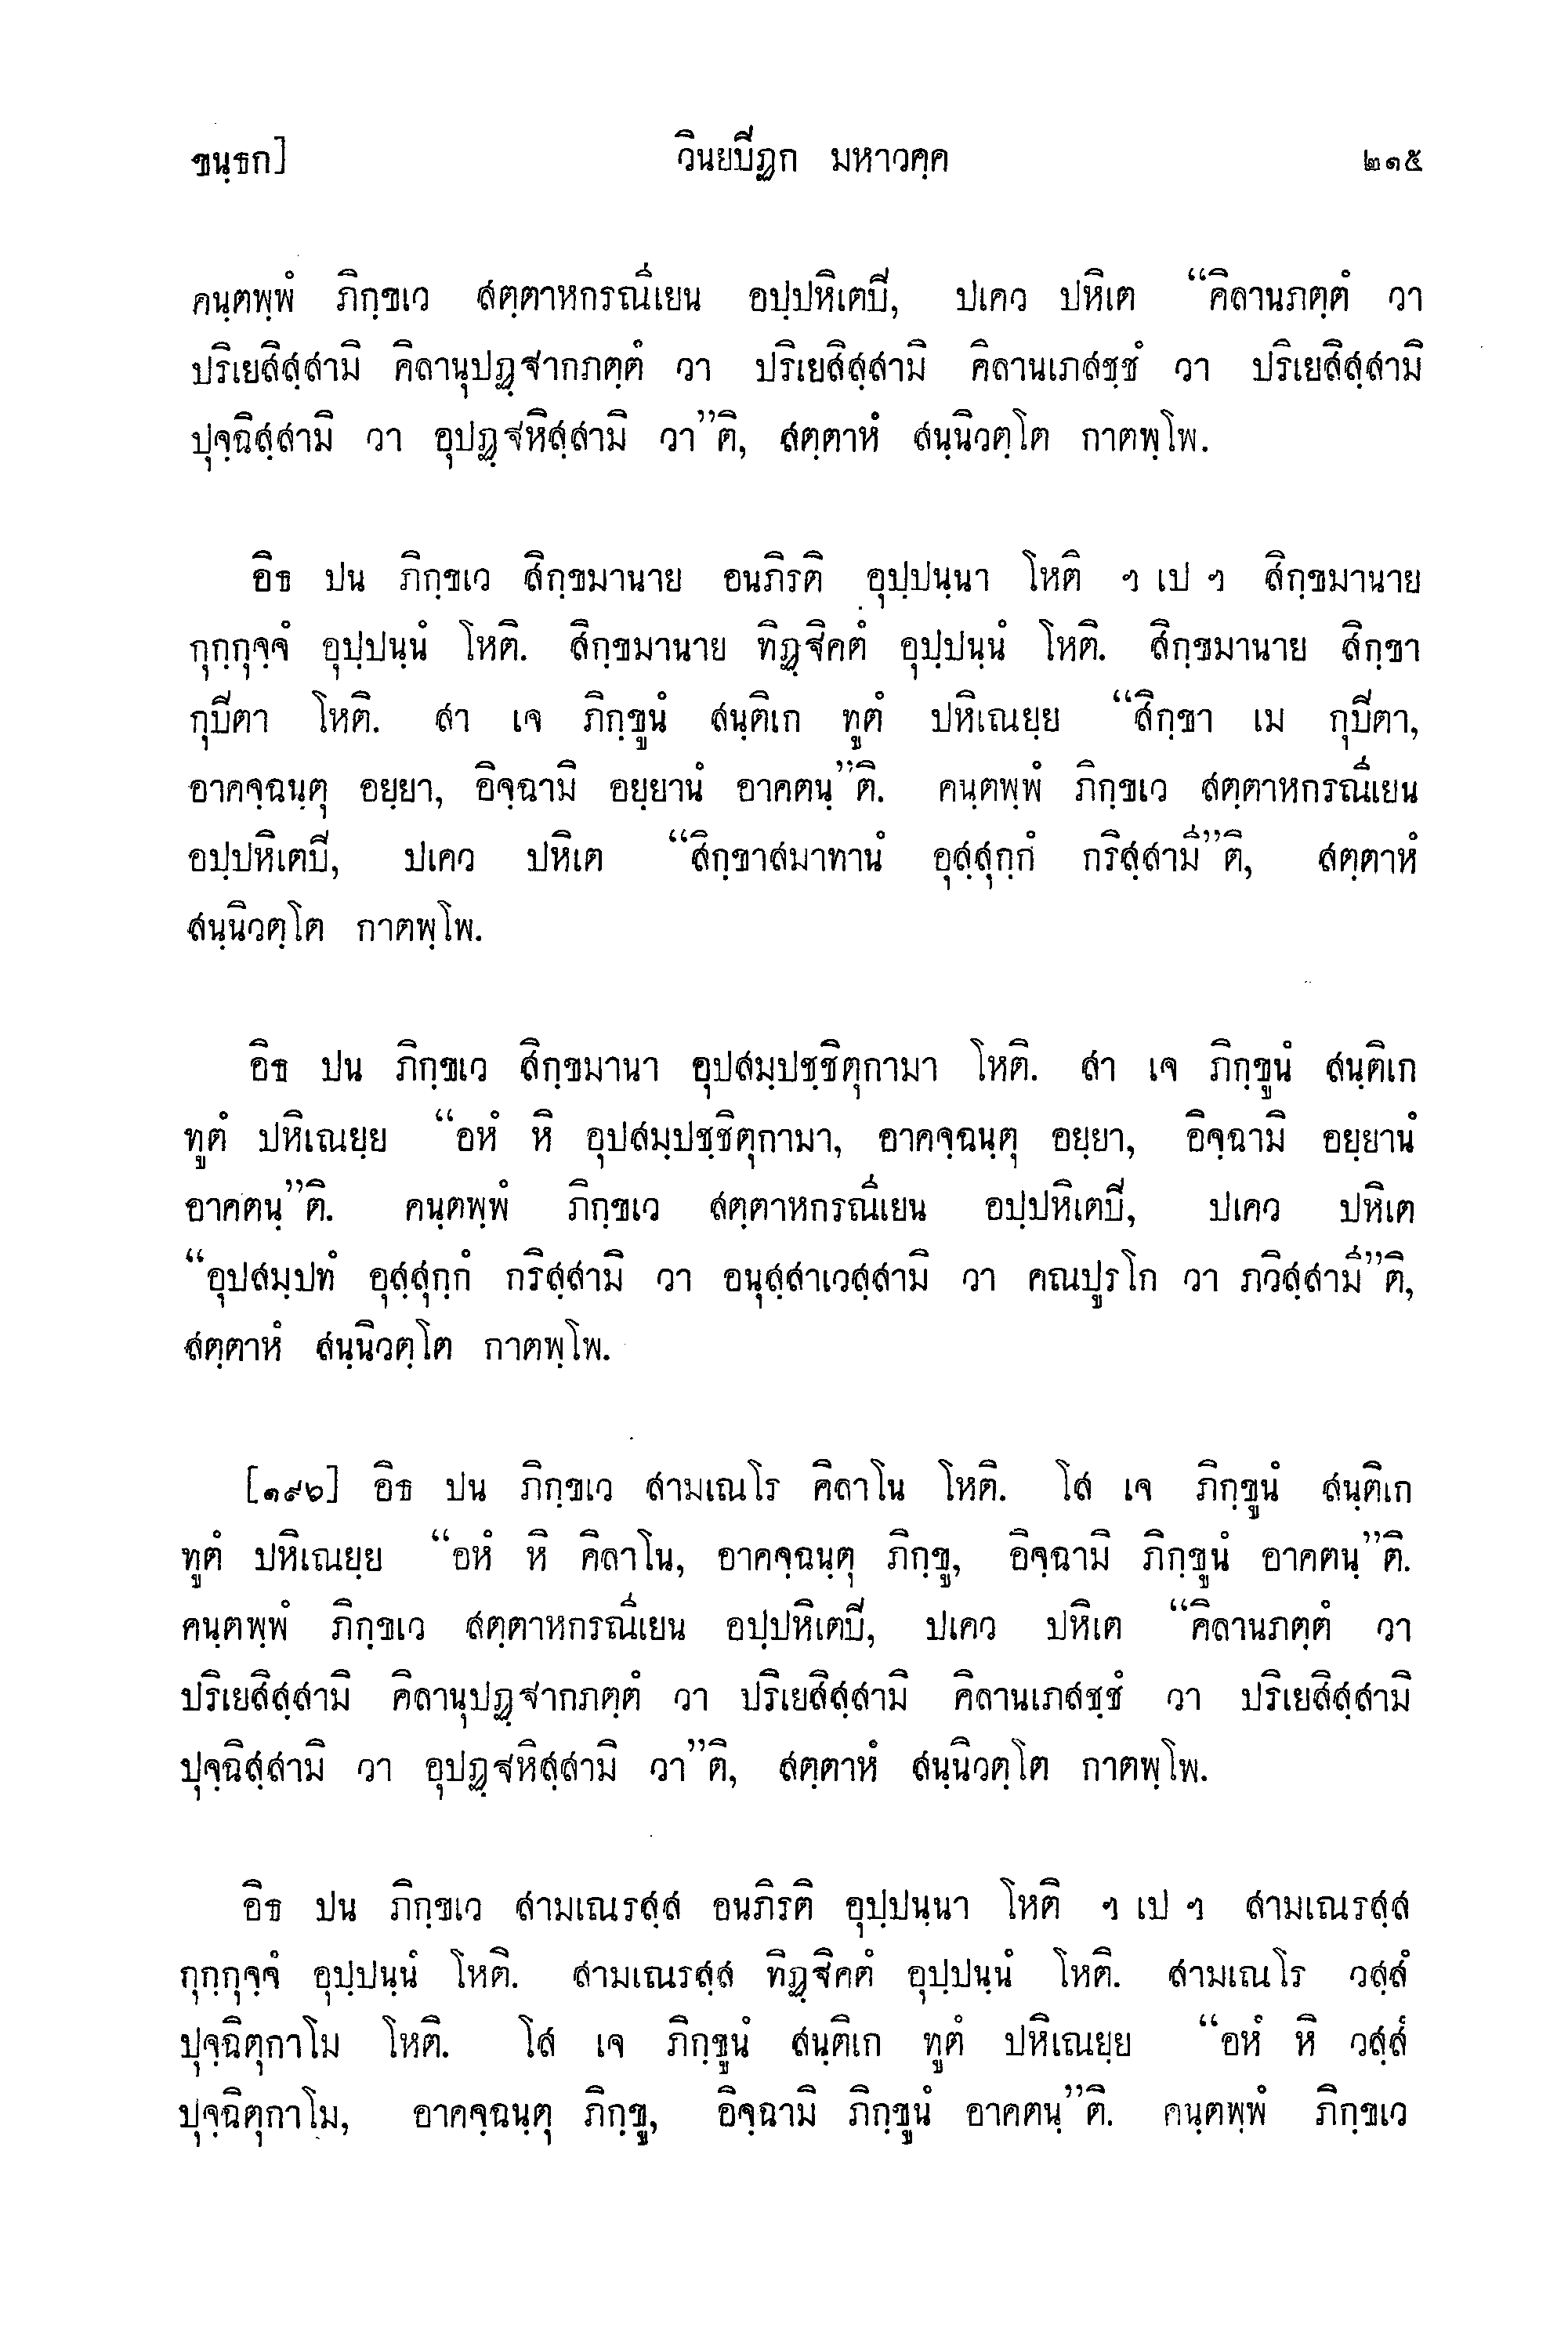 ขนฺธก] วินยปิฏก มหาวคฺค ๒๑๕
คนฺตพฺพํ ภิกฺขเว สตฺตาหกรณีเยน อปฺปหิเตปิ, ปเคว ปหิเต “คิลานภตฺตํ วา
ปริเยสิสฺสามิ คิลานุปฏฺฐากภตฺตํ วา ปริเยสิสฺสามิ คิลานเภสชฺชํ วา ปริเยสิสฺสามิ
ปุจฺฉิสฺสามิ วา อุปฏฺฐหิสฺสามิ วา”ติ, สตฺตาหํ สนฺนิวตฺโต กาตพฺโพ.
อิธ ปน ภิกฺขเว สิกฺขมานาย อนภิรติ อุปฺปนฺนา โหติ ฯ เป ฯ สิกฺขมานาย
กุกฺกุจฺจํ อุปฺปนฺนํ โหติ. สิกฺขมานาย ทิฏฺฐิคตํ อุปฺปนฺนํ โหติ. สิกฺขมานาย สิกฺขา
กุปิตา โหติ. สา เจ ภิกฺขูนํ สนฺติเก ทูตํ ปหิเณยฺย “สิกฺขา เม กุปิตา,
อาคจฺฉนฺตุ อยฺยา, อิจฺฉามิ อยฺยานํ อาคตนฺ”ติ. คนฺตพฺพํ ภิกฺขเว สตฺตาหกรณีเยน
อปฺปหิเตปิ, ปเคว ปหิเต “สิกฺขาสมาทานํ อุสฺสุกฺกํ กริสฺสามี”ติ, สตฺตาหํ
สนฺนิวตฺโต กาตพฺโพ.
อิธ ปน ภิกฺขเว สิกฺขมานา อุปสมฺปชฺชิตุกามา โหติ. สา เจ ภิกฺขูนํ สนฺติเก
ทูตํ ปหิเณยฺย “อหํ หิ อุปสมฺปชฺชิตุกามา, อาคจฺฉนฺตุ อยฺยา, อิจฺฉามิ อยฺยานํ
อาคตนฺ”ติ. คนฺตพฺพํ ภิกฺขเว สตฺตาหกรณีเยน อปฺปหิเตปิ, ปเคว ปหิเต
“อุปสมฺปทํ อุสฺสุกฺกํ กริสฺสามิ วา อนุสฺสาเวสฺสามิ วา คณปูรโก วา ภวิสฺสามี”ติ,
สตฺตาหํ สนฺนิวตฺโต กาตพฺโพ.
[๑๙๖] อิธ ปน ภิกฺขเว สามเณโร คิลาโน โหติ. โส เจ ภิกฺขูนํ สนฺติเก
ทูตํ ปหิเณยฺย “อหํ หิ คิลาโน, อาคจฺฉนฺตุ ภิกฺขู, อิจฺฉามิ ภิกฺขูนํ อาคตนฺ”ติ.
คนฺตพฺพํ ภิกฺขเว สตฺตาหกรณีเยน อปฺปหิเตปิ, ปเคว ปหิเต “คิลานภตฺตํ วา
ปริเยสิสฺสามิ คิลานุปฏฺฐากภตฺตํ วา ปริเยสิสฺสามิ คิลานเภสชฺชํ วา ปริเยสิสฺสามิ
ปุจฺฉิสฺสามิ วา อุปฏฺฐหิสฺสามิ วา”ติ, สตฺตาหํ สนฺนิวตฺโต กาตพฺโพ.
อิธ ปน ภิกฺขเว สามเณรสฺส อนภิรติ อุปฺปนฺนา โหติ ฯ เป ฯ สามเณรสฺส
กุกฺกุจฺจํ อุปฺปนฺนํ โหติ. สามเณรสฺส ทิฏฺฐิคตํ อุปฺปนฺนํ โหติ. สามเณโร วสฺสํ
ปุจฺฉิตุกาโม โหติ. โส เจ ภิกฺขูนํ สนฺติเก ทูตํ ปหิเณยฺย “อหํ หิ วสฺสํ
ปุจฺฉิตุกาโม, อาคจฺฉนฺตุ ภิกฺขู, อิจฺฉามิ ภิกฺขูนํ อาคตนฺ”ติ. คนฺตพฺพํ ภิกฺขเว